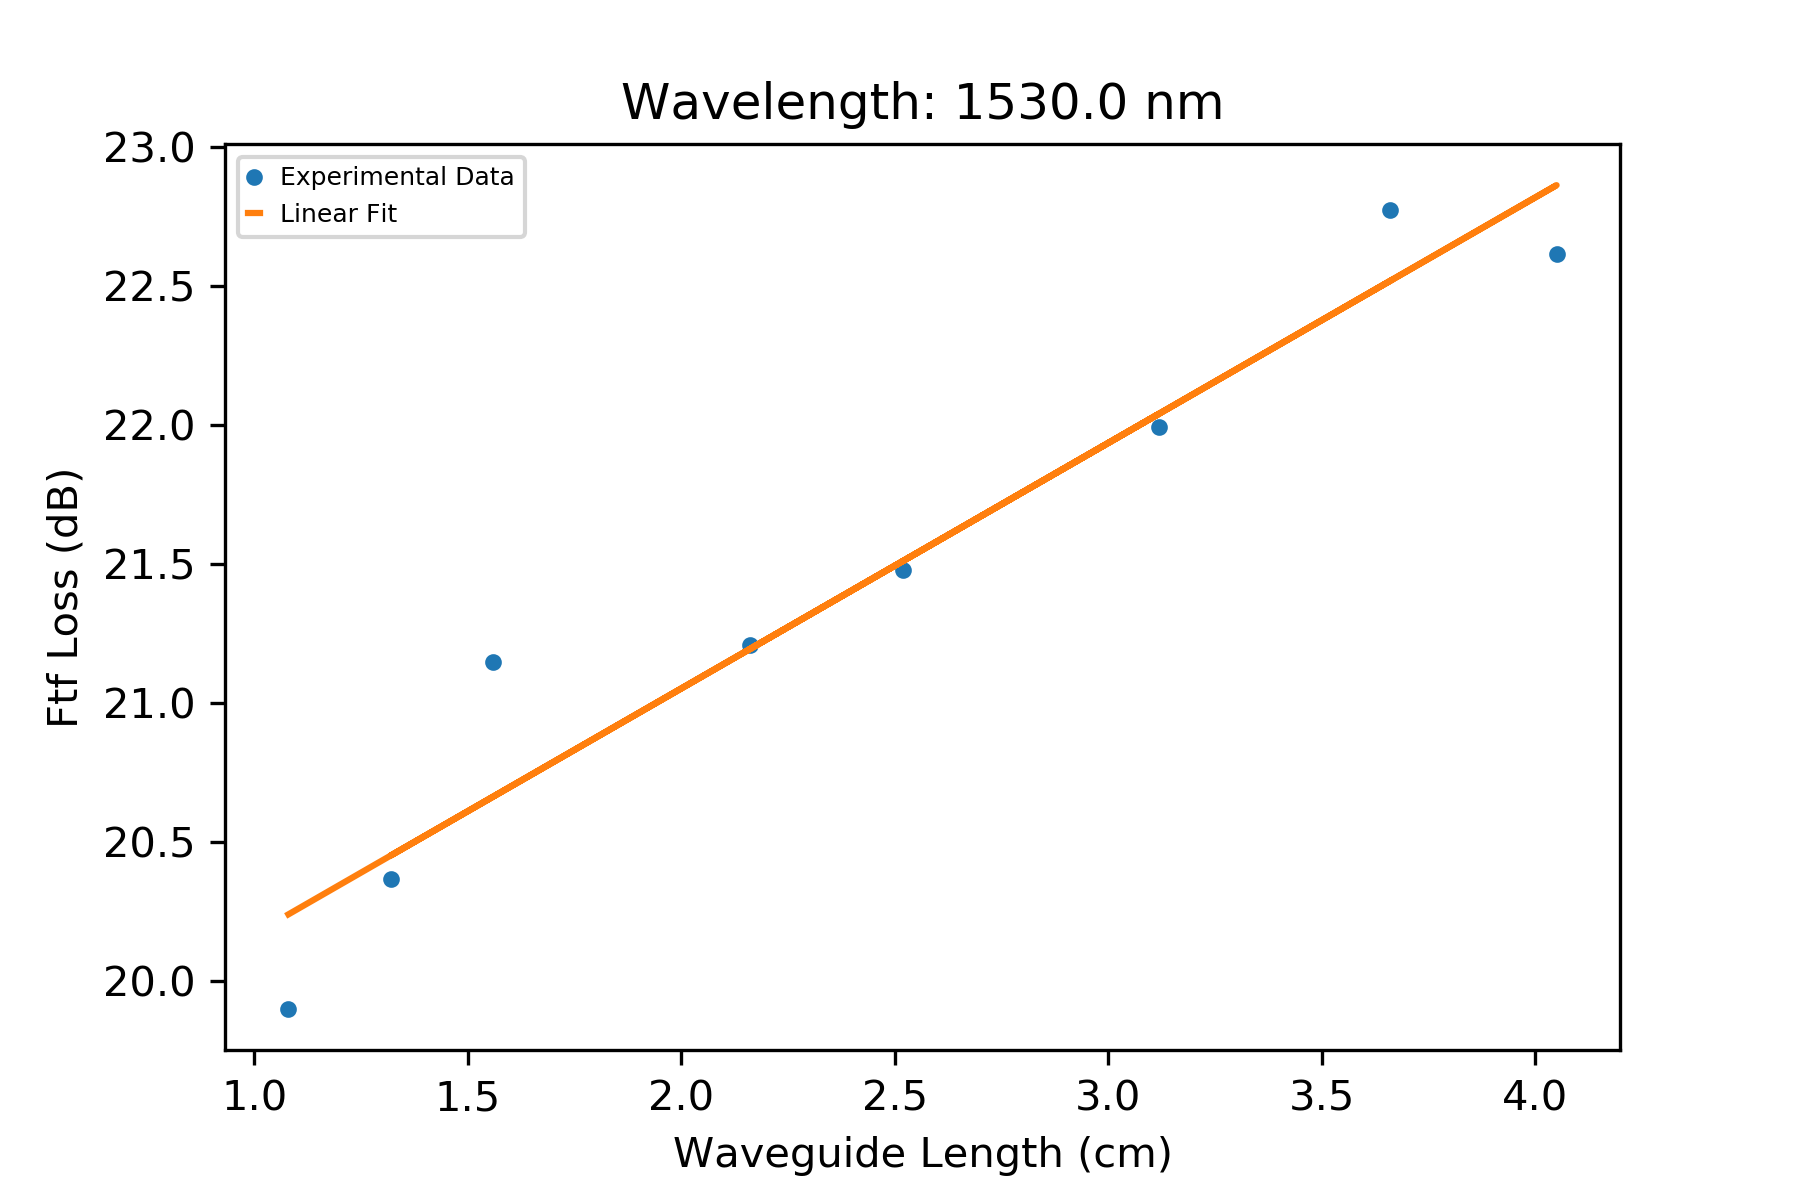 Wavelength: 1530.0 nm
23.0
22.5
22.0
21.5
21.0
20.5
20.0
Ftf Loss (dB)
Experimental Data
Linear Fit
1.0 1.5 2.0 2.5 3.0 3.5 4.0
Waveguide Length (cm)